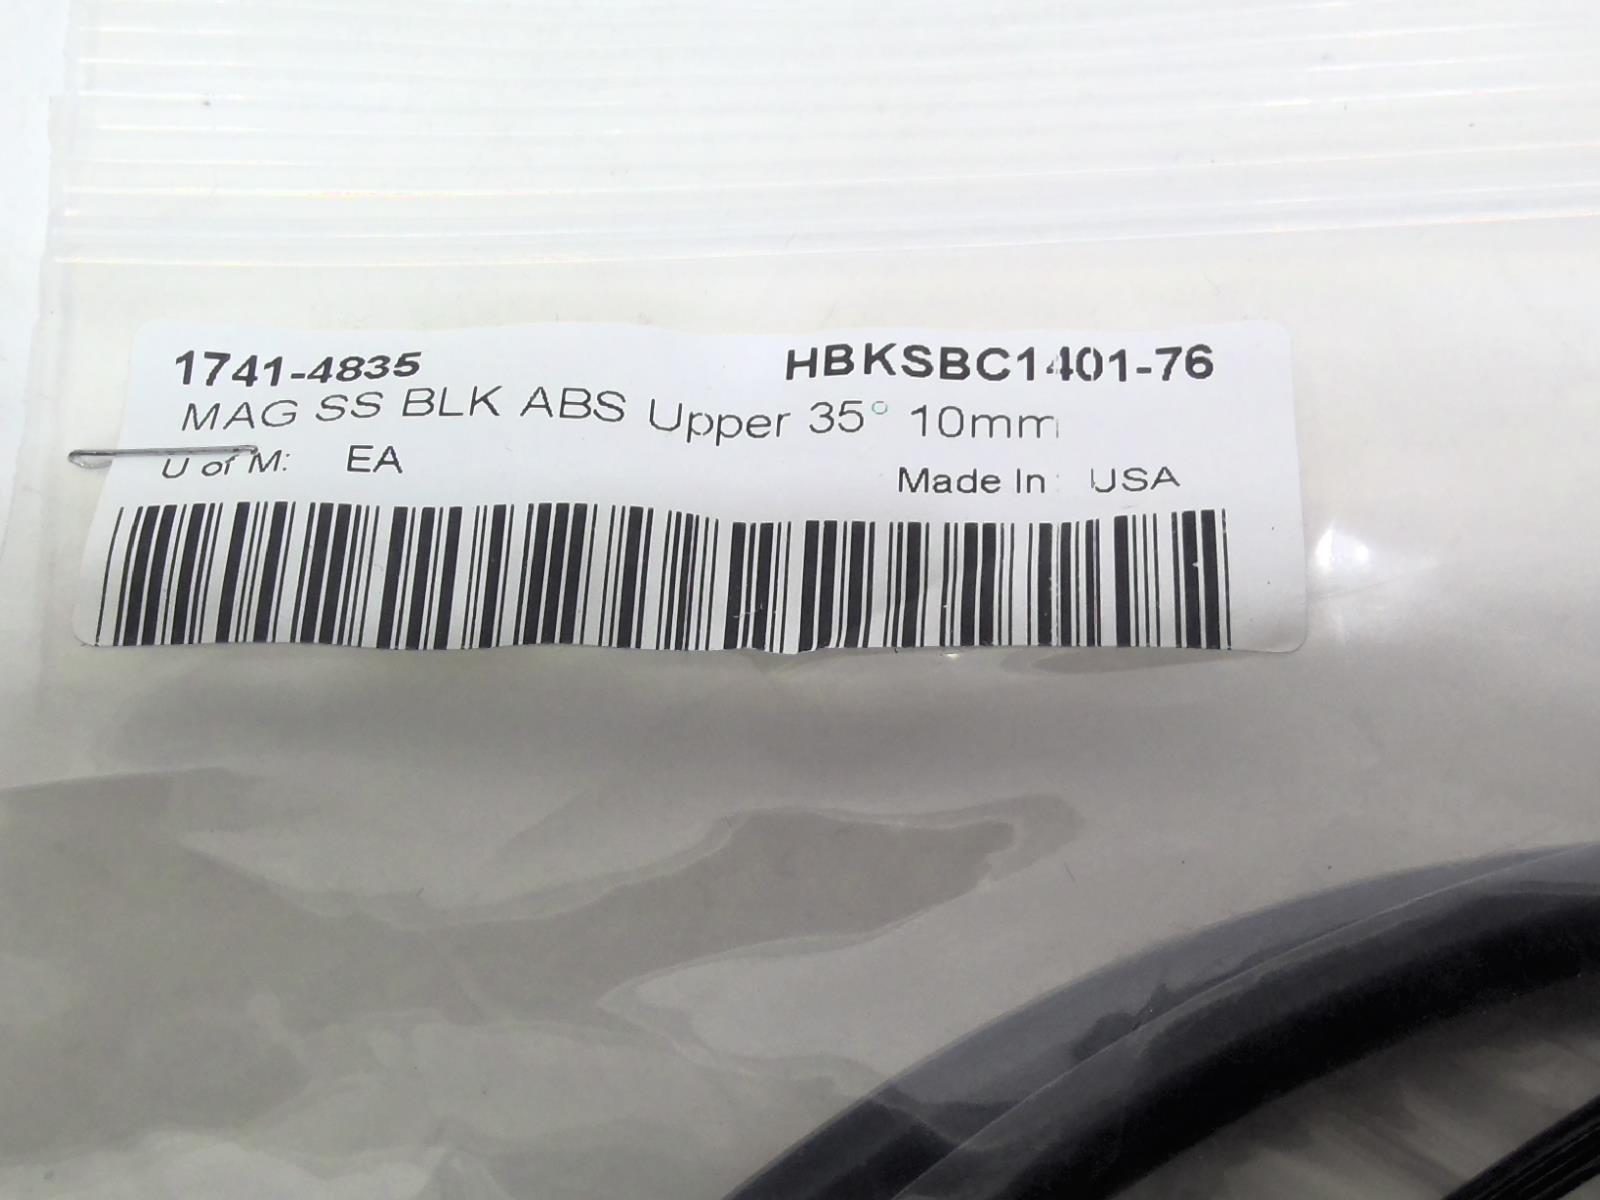 1741-4835 HBKSBC1401-76
MAG SS BLK ABS Upper 35° 10mm
U of M: EA
Made In: USA